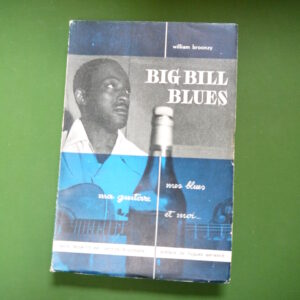 william broonzy
BIG BILL
BLUES
mes blues
ma guitare
et moi...